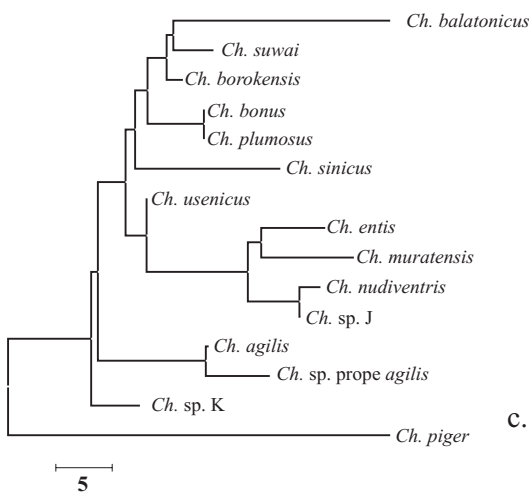 Ch. balatonicus
Ch. suwai
Ch. borokensis
Ch. bonus
Ch. plumosus
Ch. sinicus
Ch. usenicus
Ch. entis
Ch. muratensis
Ch. nudiventris
Ch. sp. J
Ch. agilis
Ch. sp. prope agilis
Ch. sp. K
c.
Ch. piger
5